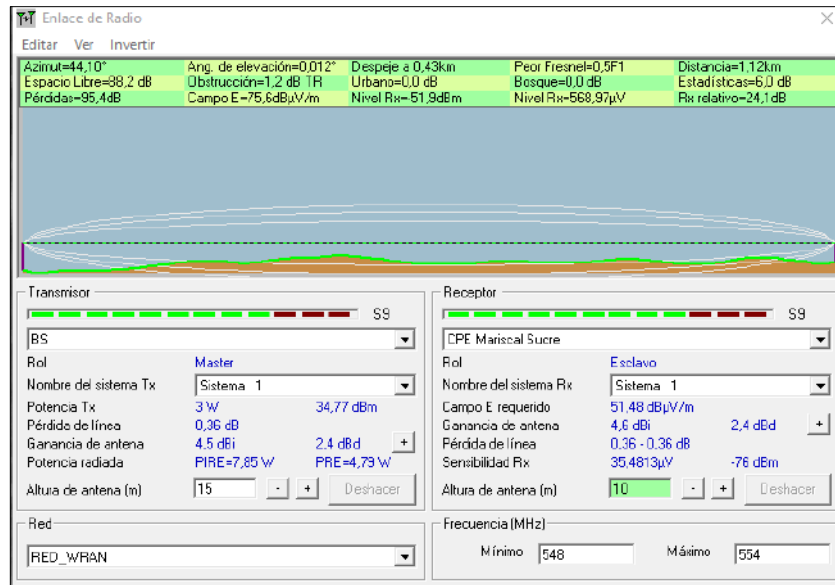 Enlace de Radio
Editar Ver Invertir
Azimut=44,10° Ang. de elevación=0,012° Despeje a 0,43km Peor Fresnel=0,5F1 Distancia=1,12km
Espacio Libre=88,2 dB Obstrucción=1,2 dB TR Urbano=0,0 dB Bosque=0,0 dB Estadísticas=6,0 dB
Pérdidas=95,4dB Campo E=75,6dBµV/m Nivel Rx=-51,9dBm Nivel Rx=568,97µV Rx relativo=24,1dB
Transmisor
S9
BS
Rol Master
Nombre del sistema Tx Sistema 1
Potencia Tx 3 W 34,77 dBm
Pérdida de línea 0,36 dB
Ganancia de antena 4,5 dBi 2,4 dBd +
Potencia radiada PIRE=7,85 W PRE=4,79 W
Altura de antena (m) 15 - + Deshacer
Red
RED_WRAN
Receptor
S9
CPE Mariscal Sucre
Rol Esclavo
Nombre del sistema Rx Sistema 1
Campo E requerido 51,48 dBµV/m
Ganancia de antena 4,6 dBi 2,4 dBd +
Pérdida de línea 0.36 - 0.36 dB
Sensibilidad Rx 35,4813µV -76 dBm
Altura de antena (m) 10 - + Deshacer
Frecuencia (MHz)
Mínimo 548 Máximo 554